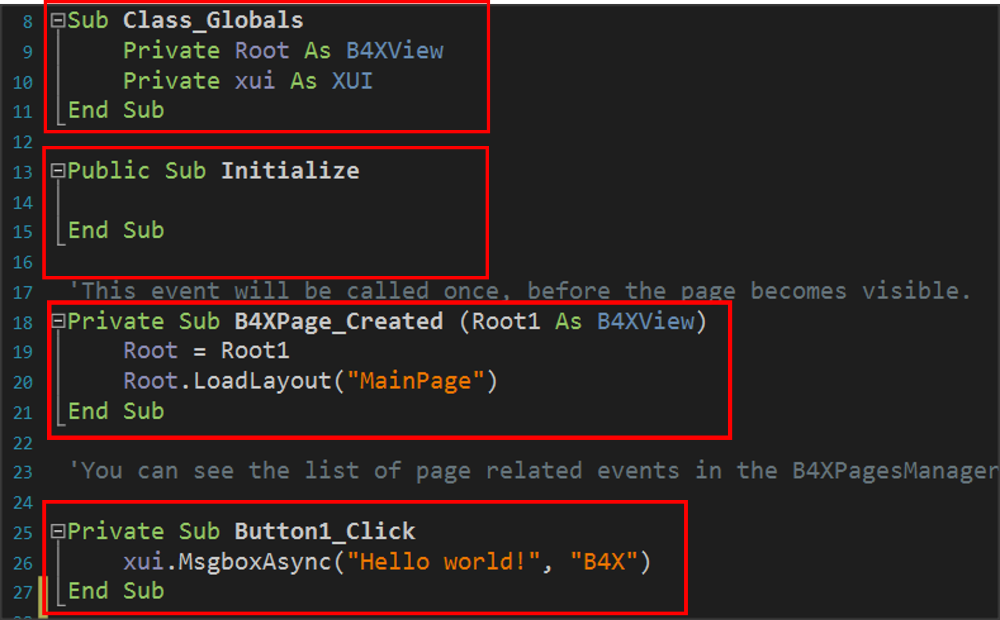 8 Sub Class_Globals
9 Private Root As B4XView
10 Private xui As XUI
11 End Sub
12
13 Public Sub Initialize
14
15 End Sub
16
17 'This event will be called once, before the page becomes visible.
18 Private Sub B4XPage_Created (Root1 As B4XView)
19 Root = Root1
20 Root.LoadLayout("MainPage")
21 End Sub
22
23 'You can see the list of page related events in the B4XPagesManager
24
25 Private Sub Button1_Click
26 xui.MsgboxAsync("Hello world!", "B4X")
27 End Sub